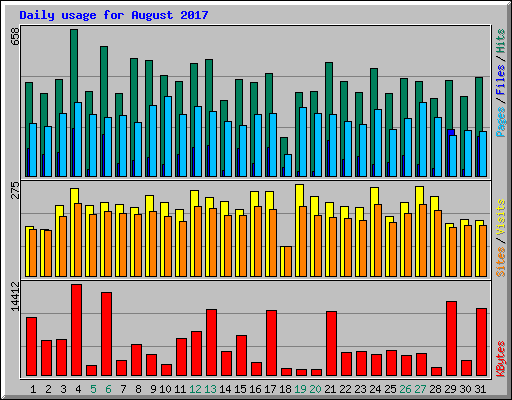 Daily usage for August 2017
658
Pages / Files / Hits
275
Sites / Visits
14412
KBytes
1 2 3 4 5 6 7 8 9 10 11 12 13 14 15 16 17 18 19 20 21 22 23 24 25 26 27 28 29 30 31